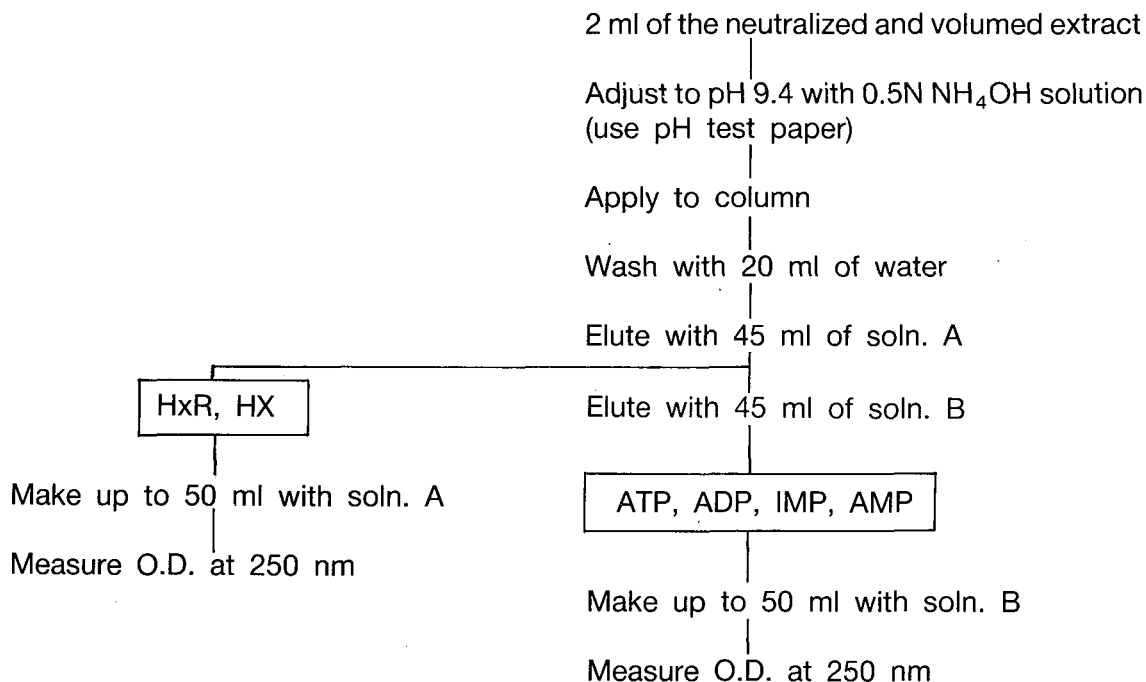 2 ml of the neutralized and volumed extract
Adjust to pH 9.4 with 0.5N NH₄OH solution
(use pH test paper)
Apply to column
Wash with 20 ml of water
Elute with 45 ml of soln. A
HxR, HX
Elute with 45 ml of soln. B
Make up to 50 ml with soln. A
ATP, ADP, IMP, AMP
Measure O.D. at 250 nm
Make up to 50 ml with soln. B
Measure O.D. at 250 nm